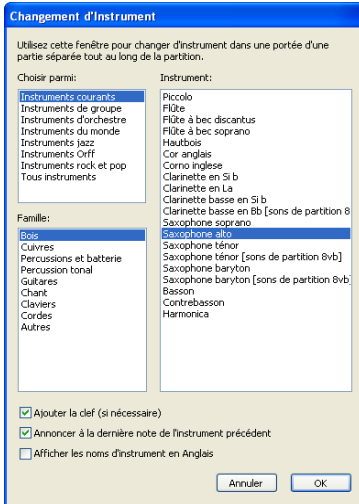 Changement d'Instrument
Utilisez cette fenêtre pour changer d'instrument dans une portée d'une
partie séparée tout au long de la partition.
Choisir parmi:
Instruments courants
Instruments de groupe
Instruments d'orchestre
Instruments du monde
Instruments jazz
Instruments Orff
Instruments rock et pop
Tous instruments
Famille:
Bois
Cuivres
Percussions et batterie
Percussion tonal
Guitares
Chant
Claviers
Cordes
Autres
Instrument:
Piccolo
Flûte
Flûte à bec discantus
Flûte à bec soprano
Hautbois
Cor anglais
Corno inglese
Clarinette en Si b
Clarinette en La
Clarinette basse en Si b
Clarinette basse en Bb [sons de partition 8
Saxophone soprano
Saxophone alto
Saxophone ténor
Saxophone ténor [sons de partition 8vb]
Saxophone baryton
Saxophone baryton [sons de partition 8vb]
Basson
Contrebasson
Harmonica
Ajouter la clef (si nécessaire)
Annoncer à la dernière note de l'instrument précédent
Afficher les noms d'instrument en Anglais
Annuler
OK